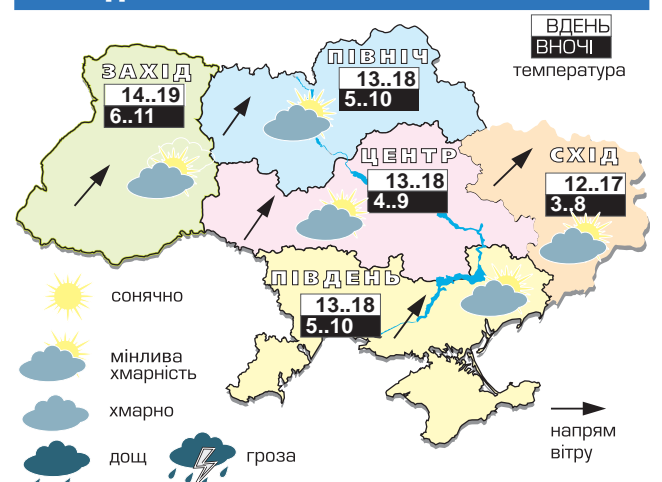 ВДЕНЬ
ВНОЧІ
температура
ПІВНІЧ
13..18
5..10
ЗАХІД
14..19
6..11
ЦЕНТР
13..18
4..9
СХІД
12..17
3..8
ПІВДЕНЬ
13..18
5..10
сонячно
мінлива
хмарність
хмарно
дощ
гроза
напрям
вітру